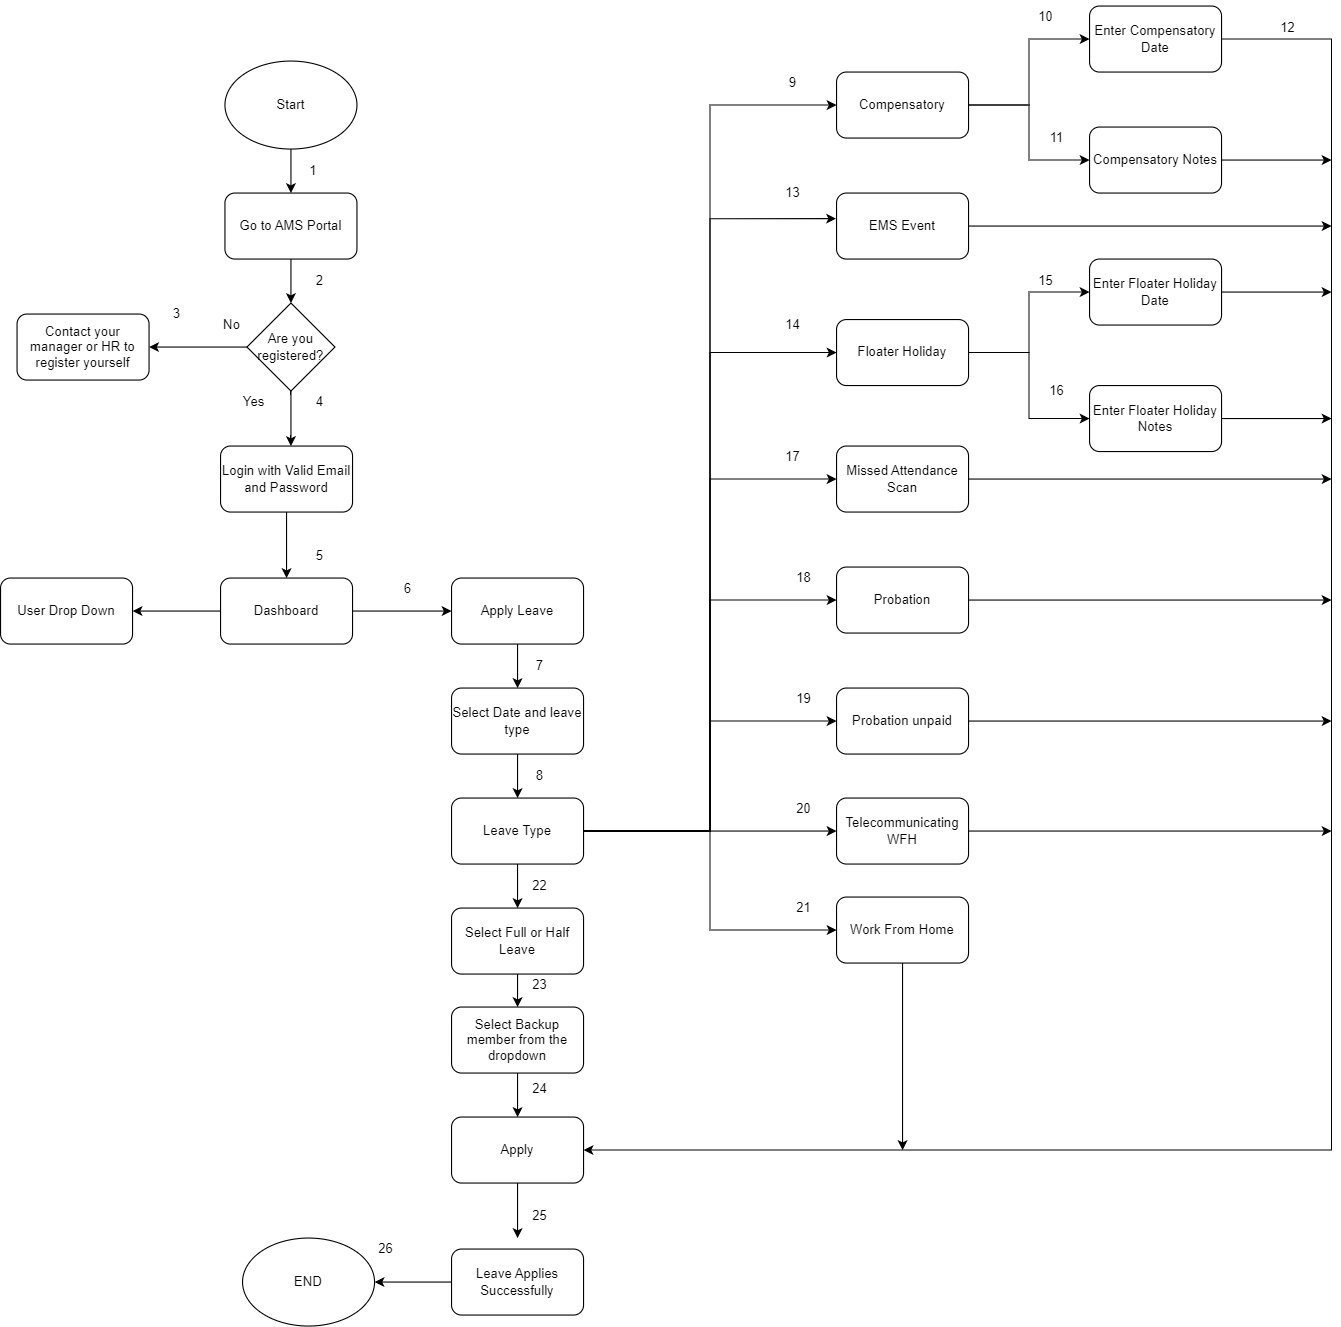 Start
1
Go to AMS Portal
2
Are you
registered?
No
3
Contact your
manager or HR to
register yourself
Yes
4
Login with Valid Email
and Password
5
Dashboard
User Drop Down
6
Apply Leave
7
Select Date and leave
type
8
Leave Type
9
Compensatory
10
Enter Compensatory
Date
12
11
Compensatory Notes
13
EMS Event
14
Floater Holiday
15
Enter Floater Holiday
Date
16
Enter Floater Holiday
Notes
17
Missed Attendance
Scan
18
Probation
19
Probation unpaid
20
Telecommunicating
WFH
21
Work From Home
22
Select Full or Half
Leave
23
Select Backup
member from the
dropdown
24
Apply
25
Leave Applies
Successfully
26
END